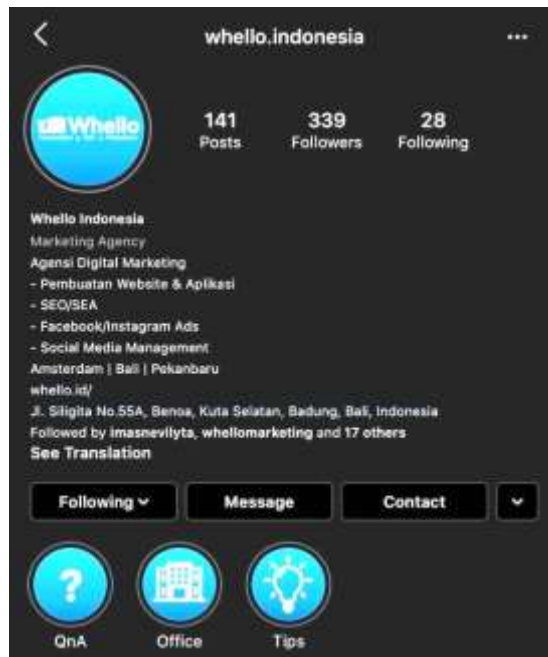 whello.indonesia
Whello
141 339 28
Posts Followers Following
Whello Indonesia
Marketing Agency
Agensi Digital Marketing
- Pembuatan Website & Aplikasi
- SEO/SEA
- Facebook/Instagram Ads
- Social Media Management
Amsterdam | Bali | Pekanbaru
whello.id/
Jl. Siligita No.55A, Benoa, Kuta Selatan, Badung, Bali, Indonesia
Followed by imasnevilyta, whellomarketing and 17 others
See Translation
Following Message Contact
?
QnA Office Tips